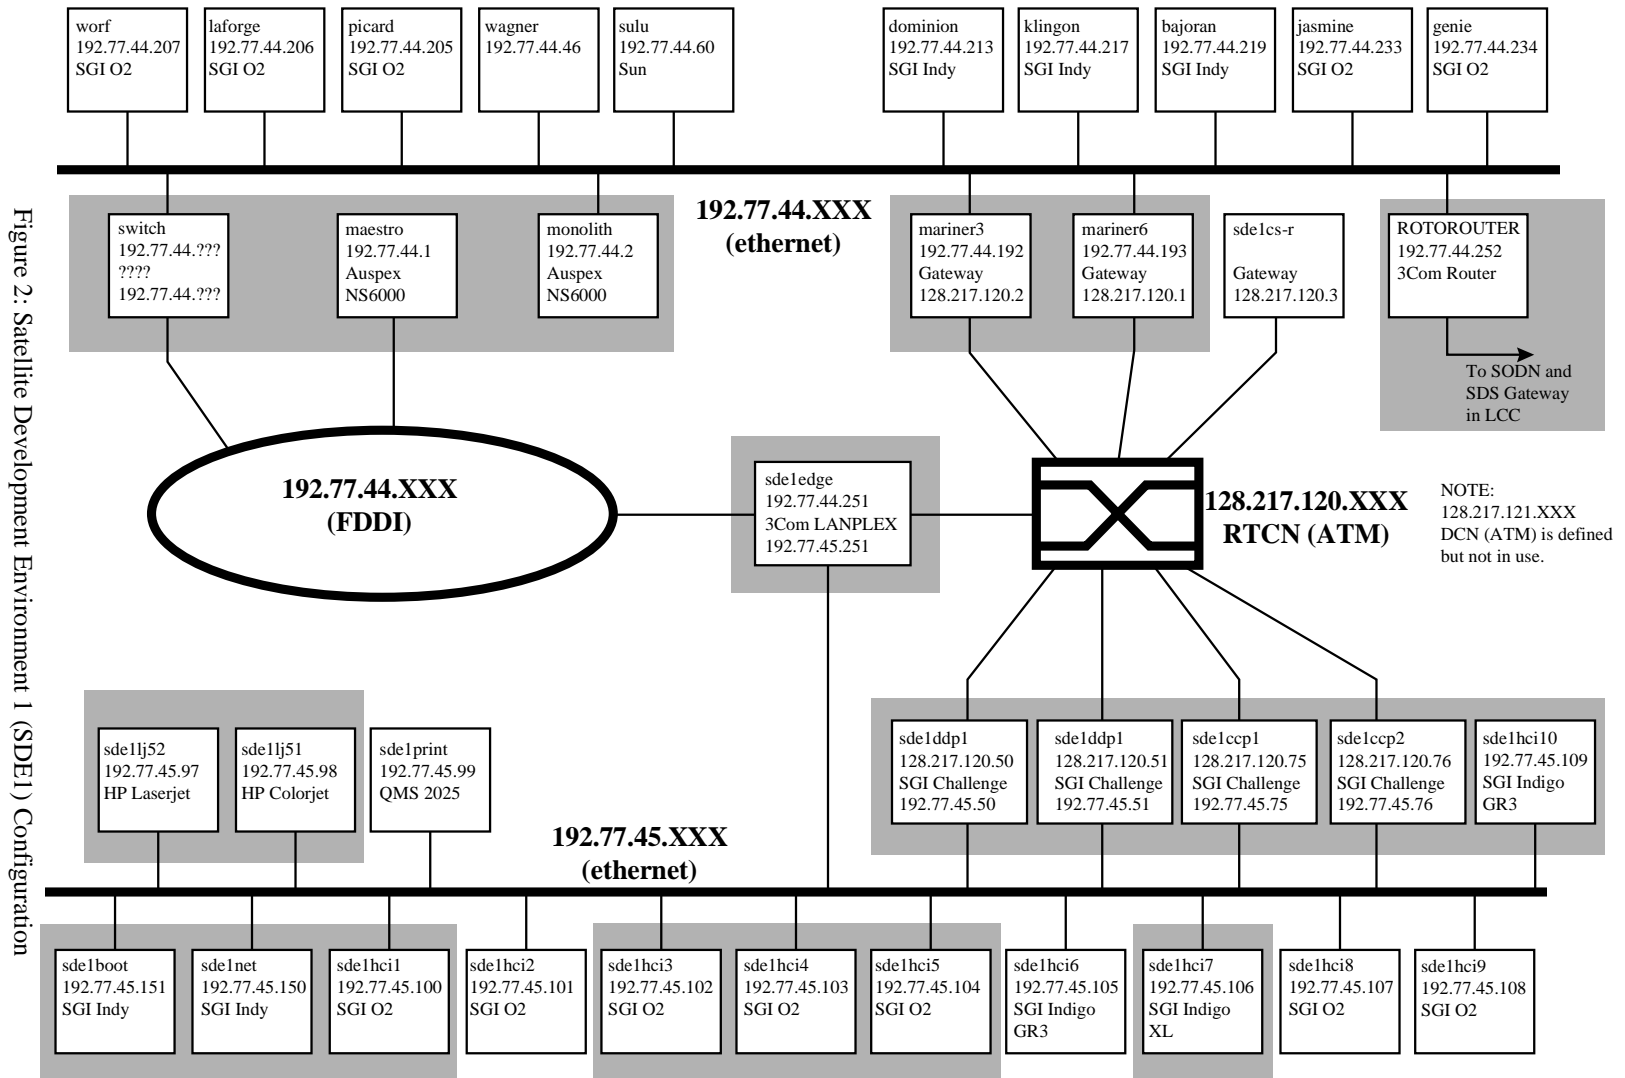 worf
192.77.44.207
SGI O2
laforge
192.77.44.206
SGI O2
picard
192.77.44.205
SGI O2
wagner
192.77.44.46
sulu
192.77.44.60
Sun
dominion
192.77.44.213
SGI Indy
klingon
192.77.44.217
SGI Indy
bajoran
192.77.44.219
SGI Indy
jasmine
192.77.44.233
SGI O2
genie
192.77.44.234
SGI O2
switch
192.77.44.???
????
192.77.44.???
maestro
192.77.44.1
Auspex
NS6000
monolith
192.77.44.2
Auspex
NS6000
192.77.44.XXX
(ethernet)
mariner3
192.77.44.192
Gateway
128.217.120.2
mariner6
192.77.44.193
Gateway
128.217.120.1
sde1cs-r
Gateway
128.217.120.3
ROTOROUTER
192.77.44.252
3Com Router
To SODN and
SDS Gateway
in LCC
192.77.44.XXX
(FDDI)
sde1edge
192.77.44.251
3Com LANPLEX
192.77.45.251
128.217.120.XXX
RTCN (ATM)
NOTE:
128.217.121.XXX
DCN (ATM) is defined
but not in use.
sde1lj52
192.77.45.97
HP Laserjet
sde1lj51
192.77.45.98
HP Colorjet
sde1print
192.77.45.99
QMS 2025
192.77.45.XXX
(ethernet)
sde1ddp1
128.217.120.50
SGI Challenge
192.77.45.50
sde1ddp1
128.217.120.51
SGI Challenge
192.77.45.51
sde1ccp1
128.217.120.75
SGI Challenge
192.77.45.75
sde1ccp2
128.217.120.76
SGI Challenge
192.77.45.76
sde1hci10
192.77.45.109
SGI Indigo
GR3
sde1boot
192.77.45.151
SGI Indy
sde1net
192.77.45.150
SGI Indy
sde1hci1
192.77.45.100
SGI O2
sde1hci2
192.77.45.101
SGI O2
sde1hci3
192.77.45.102
SGI O2
sde1hci4
192.77.45.103
SGI O2
sde1hci5
192.77.45.104
SGI O2
sde1hci6
192.77.45.105
SGI Indigo
GR3
sde1hci7
192.77.45.106
SGI Indigo
XL
sde1hci8
192.77.45.107
SGI O2
sde1hci9
192.77.45.108
SGI O2
Figure 2: Satellite Development Environment 1 (SDE1) Configuration